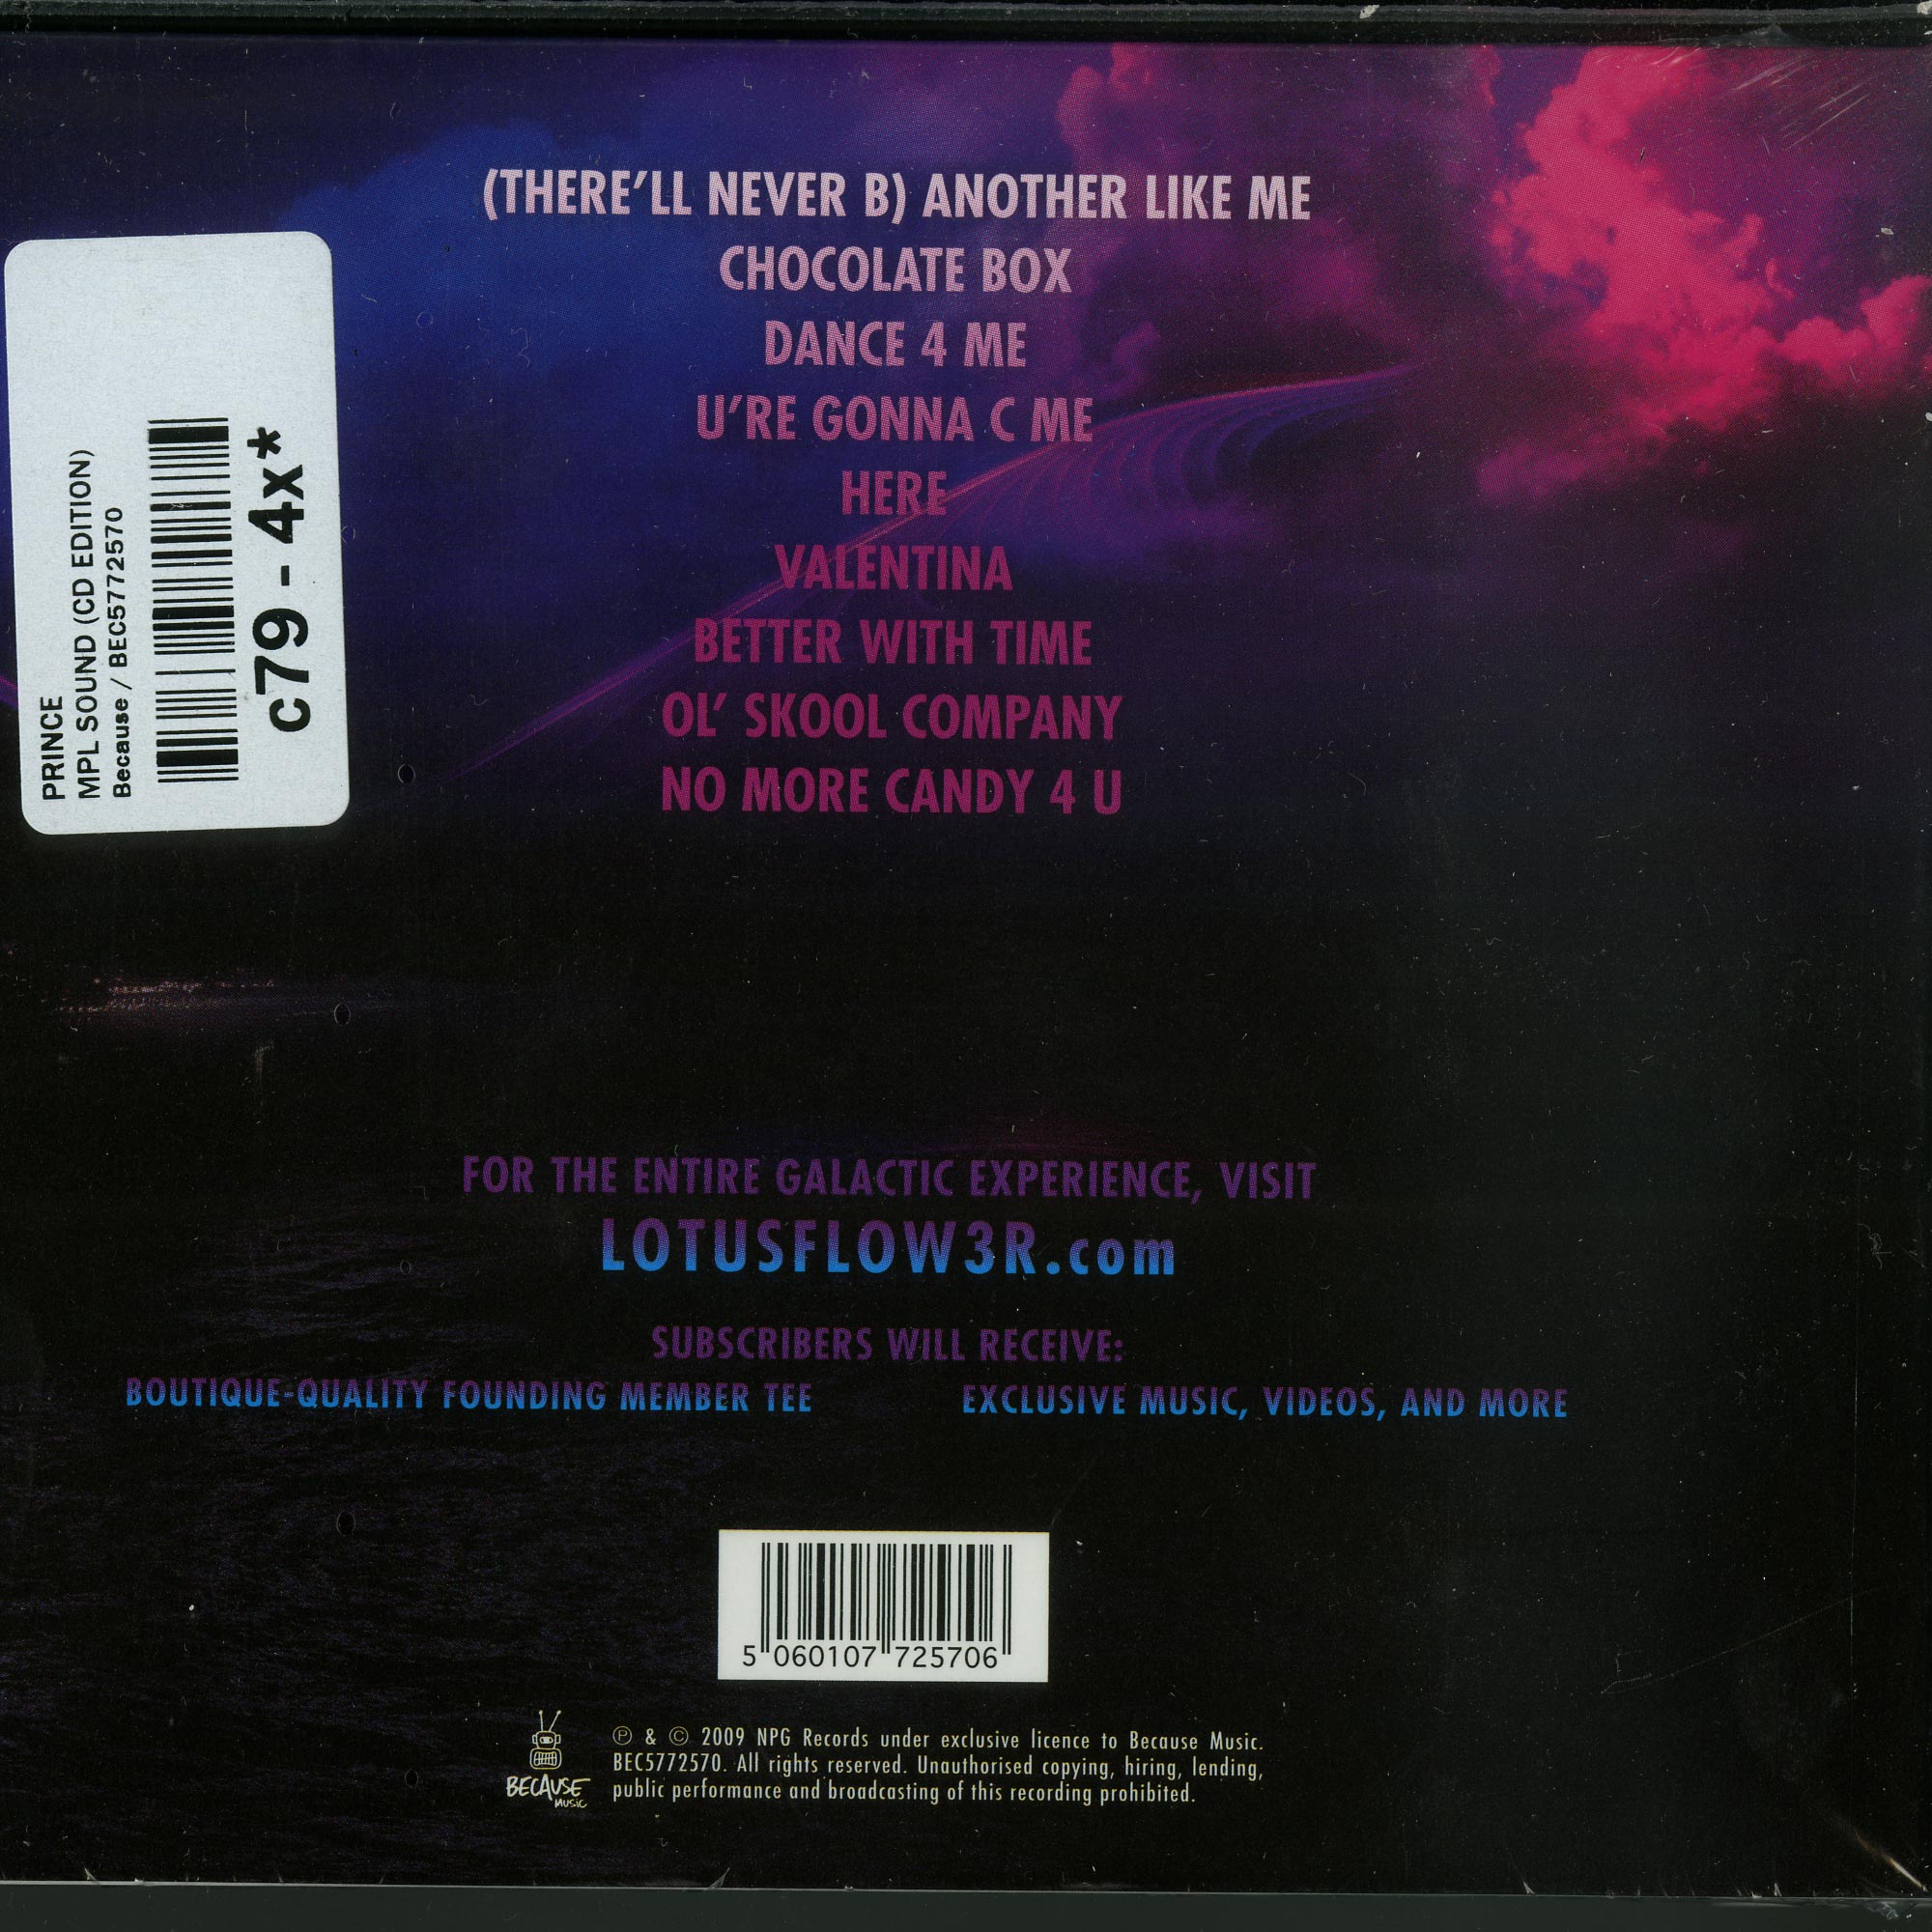 (THERE'LL NEVER B) ANOTHER LIKE ME
CHOCOLATE BOX
DANCE 4 ME
U'RE GONNA C ME
HERE
VALENTINA
BETTER WITH TIME
OL' SKOOL COMPANY
NO MORE CANDY 4 U
PRINCE
MPL SOUND (CD EDITION)
Because / BEC5772570
c79 - 4x*
FOR THE ENTIRE GALACTIC EXPERIENCE, VISIT
LOTUSFLOW3R.com
SUBSCRIBERS WILL RECEIVE:
BOUTIQUE-QUALITY FOUNDING MEMBER TEE EXCLUSIVE MUSIC, VIDEOS, AND MORE
5 060107 725706
BECAUSE
MUSIC
℗ & © 2009 NPG Records under exclusive licence to Because Music.
BEC5772570. All rights reserved. Unauthorised copying, hiring, lending,
public performance and broadcasting of this recording prohibited.